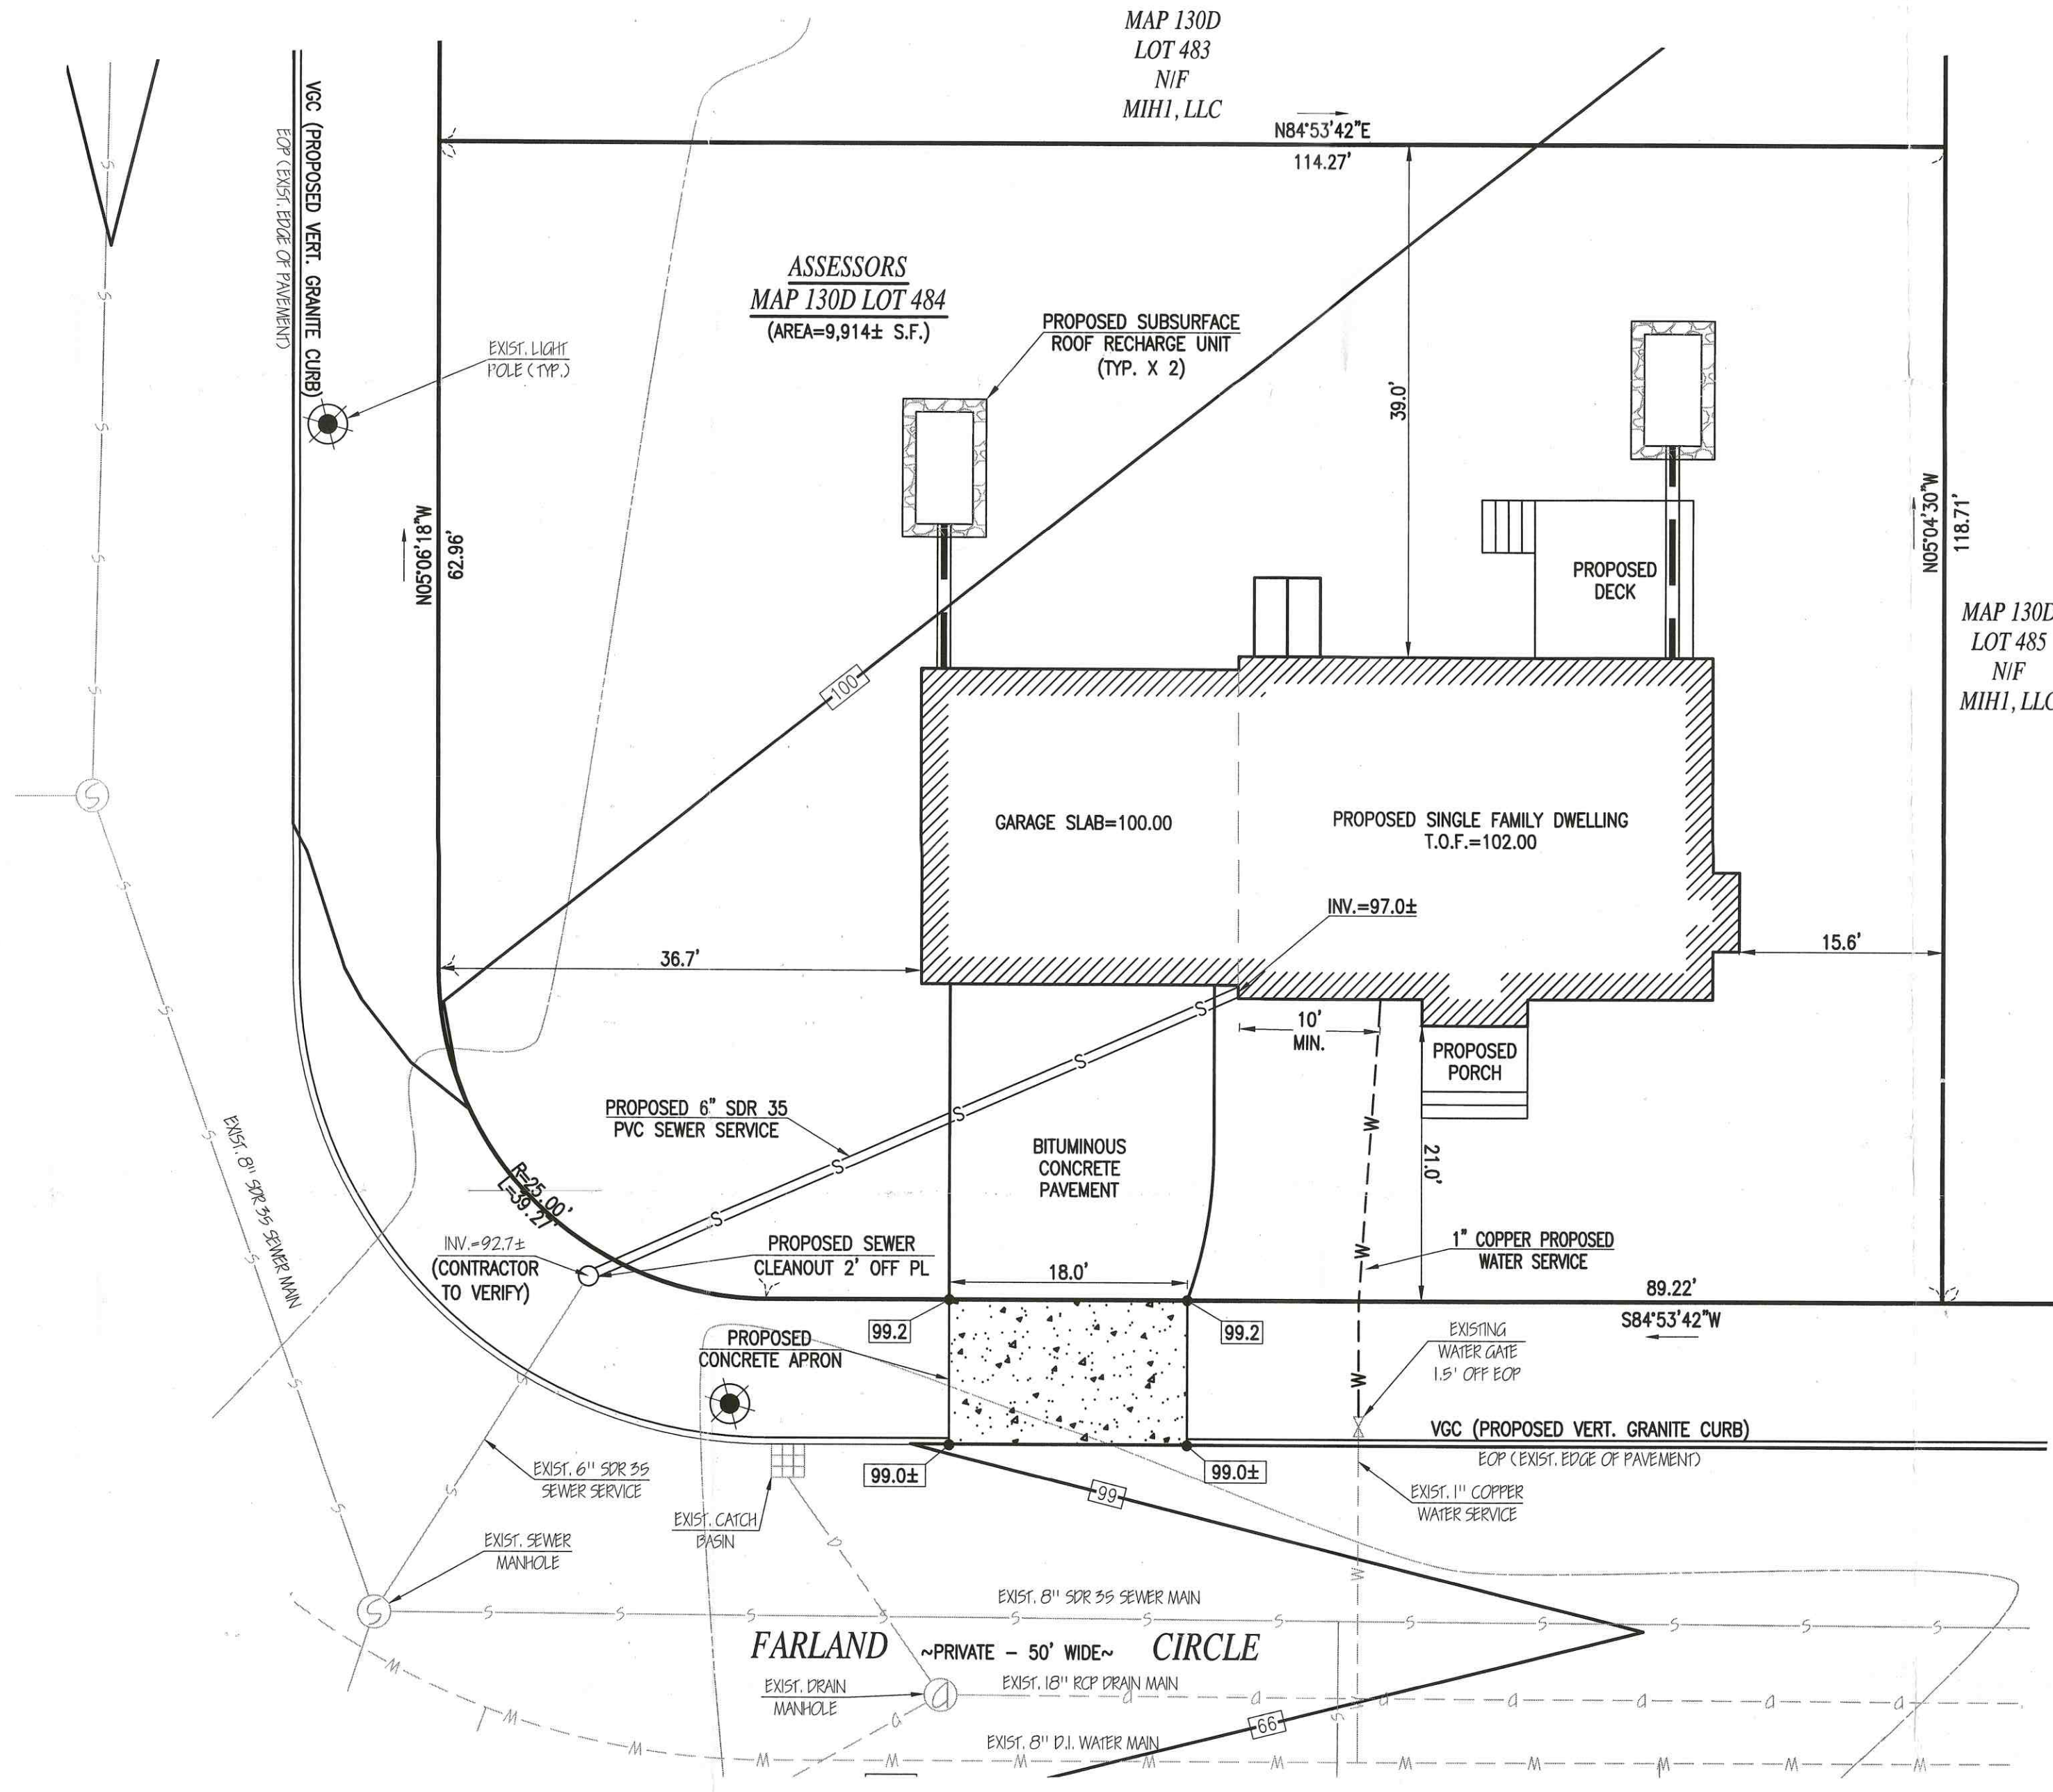 MAP 130D
LOT 483
N/F
MIH1, LLC
N84°53'42"E
114.27'
VGC (PROPOSED VERT. GRANITE CURB)
EOP (EXIST. EDGE OF PAVEMENT)
ASSESSORS
MAP 130D LOT 484
(AREA=9,914± S.F.)
PROPOSED SUBSURFACE
ROOF RECHARGE UNIT
(TYP. X 2)
EXIST. LIGHT
POLE (TYP.)
39.0'
N05°06'18"W
62.96'
N05°04'30"W
118.71'
PROPOSED
DECK
MAP 130D
LOT 485
N/F
MIH1, LLC
100
GARAGE SLAB=100.00
PROPOSED SINGLE FAMILY DWELLING
T.O.F.=102.00
INV.=97.0±
36.7'
15.6'
10'
MIN.
PROPOSED
PORCH
PROPOSED 6" SDR 35
PVC SEWER SERVICE
BITUMINOUS
CONCRETE
PAVEMENT
21.0'
R=25.00'
L=39.27'
EXIST. 8" SDR 35 SEWER MAIN
INV.=92.7±
(CONTRACTOR
TO VERIFY)
PROPOSED SEWER
CLEANOUT 2' OFF PL
18.0'
1" COPPER PROPOSED
WATER SERVICE
89.22'
S84°53'42"W
99.2
99.2
PROPOSED
CONCRETE APRON
EXISTING
WATER GATE
1.5' OFF EOP
VGC (PROPOSED VERT. GRANITE CURB)
EOP (EXIST. EDGE OF PAVEMENT)
99.0±
99.0±
99
EXIST. 6" SDR 35
SEWER SERVICE
EXIST. CATCH
BASIN
EXIST. 1" COPPER
WATER SERVICE
EXIST. SEWER
MANHOLE
EXIST. 8" SDR 35 SEWER MAIN
FARLAND ~PRIVATE - 50' WIDE~ CIRCLE
EXIST. DRAIN
MANHOLE
EXIST. 18" RCP DRAIN MAIN
99
EXIST. 8" D.I. WATER MAIN